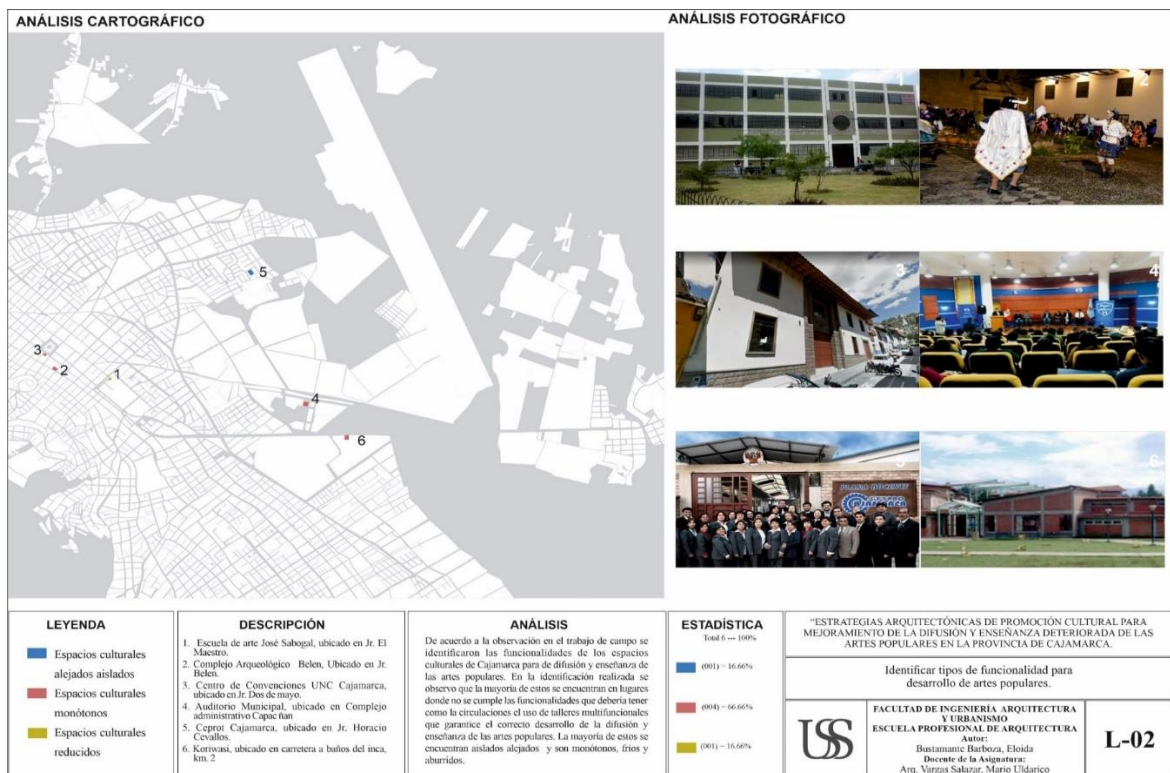 ANÁLISIS CARTOGRÁFICO
5
3
2
1
4
6
ANÁLISIS FOTOGRÁFICO
1
2
3
4
PLANA DOCENTE
CAJAMARCA
5
6
LEYENDA
Espacios culturales
alejados aislados
Espacios culturales
monótonos
Espacios culturales
reducidos
DESCRIPCIÓN
1. Escuela de arte José Sabogal, ubicado en Jr. El
Maestro.
2. Complejo Arqueológico Belen, Ubicado en Jr.
Belen.
3. Centro de Convenciones UNC Cajamarca,
ubicado en Jr. Dos de mayo.
4. Auditorio Municipal, ubicado en Complejo
administrativo Capac ñan
5. Ceprot Cajamarca, ubicado en Jr. Horacio
Cevallos.
6. Koriwasi, ubicado en carretera a baños del inca,
km. 2
ANÁLISIS
De acuerdo a la observación en el trabajo de campo se
identificaron las funcionalidades de los espacios
culturales de Cajamarca para de difusión y enseñanza de
las artes populares. En la identificación realizada se
observo que la mayoría de estos se encuentran en lugares
donde no se cumple las funcionalidades que debería tener
como la circulaciones el uso de talleres multifuncionales
que garantice el correcto desarrollo de la difusión y
enseñanza de las artes populares. La mayoría de estos se
encuentran aislados alejados y son monótonos, fríos y
aburridos.
ESTADÍSTICA
Total 6 --- 100%
(001) = 16.66%
(004) = 66.66%
(001) = 16.66%
"ESTRATEGIAS ARQUITECTÓNICAS DE PROMOCIÓN CULTURAL PARA
MEJORAMIENTO DE LA DIFUSIÓN Y ENSEÑANZA DETERIORADA DE LAS
ARTES POPULARES EN LA PROVINCIA DE CAJAMARCA.
Identificar tipos de funcionalidad para
desarrollo de artes populares.
USS
FACULTAD DE INGENIERÍA ARQUITECTURA
Y URBANISMO
ESCUELA PROFESIONAL DE ARQUITECTURA
Autor:
Bustamante Barboza, Eloida
Docente de la Asignatura:
Arq. Vargas Salazar, Mario Uldarico
L-02